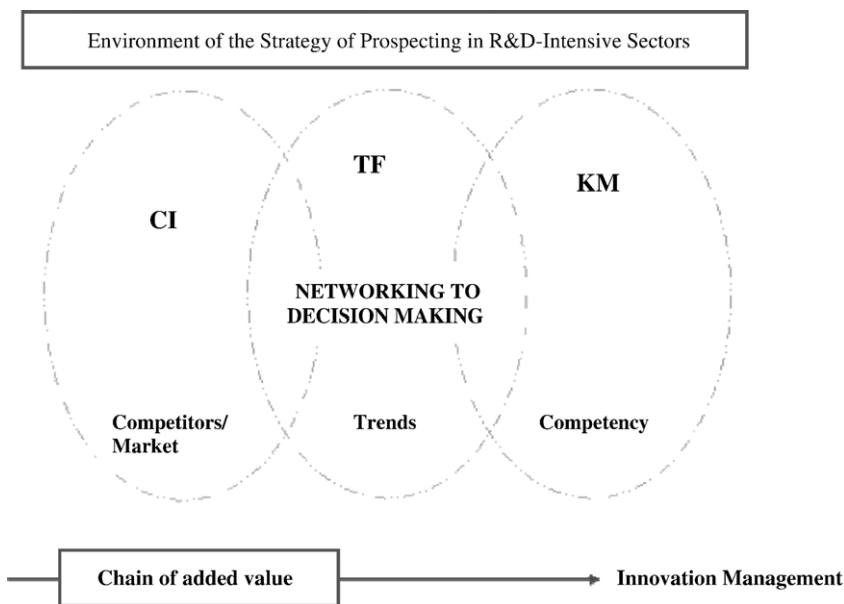 Environment of the Strategy of Prospecting in R&D-Intensive Sectors
TF
KM
CI
NETWORKING TO
DECISION MAKING
Competitors/
Market
Trends
Competency
Chain of added value
Innovation Management